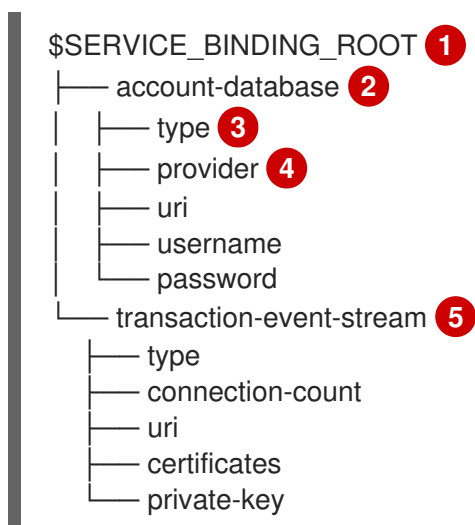 $SERVICE_BINDING_ROOT 1
├── account-database 2
│   ├── type 3
│   ├── provider 4
│   ├── uri
│   ├── username
│   └── password
└── transaction-event-stream 5
    ├── type
    ├── connection-count
    ├── uri
    ├── certificates
    └── private-key